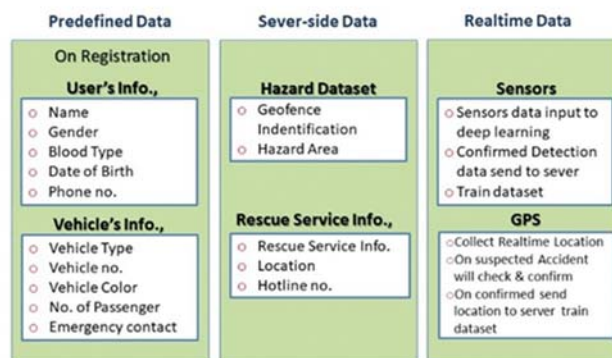 Predefined Data
On Registration
User's Info.,
Name
Gender
Blood Type
Date of Birth
Phone no.
Vehicle's Info.,
Vehicle Type
Vehicle no.
Vehicle Color
No. of Passenger
Emergency contact
Sever-side Data
Hazard Dataset
Geofence
Indentification
Hazard Area
Rescue Service Info.,
Rescue Service Info.
Location
Hotline no.
Realtime Data
Sensors
Sensors data input to
deep learning
Confirmed Detection
data send to sever
Train dataset
GPS
Collect Realtime Location
On suspected Accident
will check & confirm
On confirmed send
location to server train
dataset